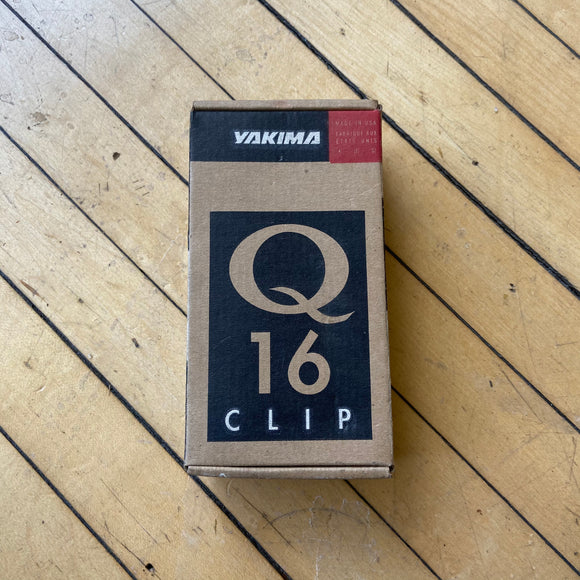 YAKIMA
MADE IN USA
FABRIQUÉ AUX
ÉTATS UNIS
Q
16
CLIP